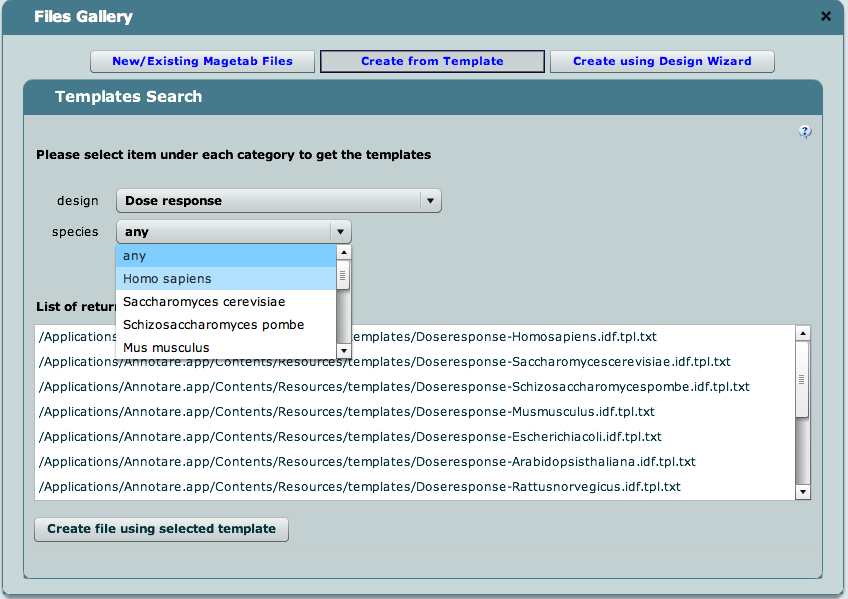 Files Gallery
New/Existing Magetab Files
Create from Template
Create using Design Wizard
Templates Search
Please select item under each category to get the templates
design
Dose response
species
any
any
Homo sapiens
Saccharomyces cerevisiae
Schizosaccharomyces pombe
Mus musculus
List of
/Applications/Annotare.app/Contents/Resources/templates/Doseresponse-Homosapiens.idf.tpl.txt
/Applications/Annotare.app/Contents/Resources/templates/Doseresponse-Saccharomycescerevisiae.idf.tpl.txt
/Applications/Annotare.app/Contents/Resources/templates/Doseresponse-Schizosaccharomycespombe.idf.tpl.txt
/Applications/Annotare.app/Contents/Resources/templates/Doseresponse-Musmusculus.idf.tpl.txt
/Applications/Annotare.app/Contents/Resources/templates/Doseresponse-Escherichiacoli.idf.tpl.txt
/Applications/Annotare.app/Contents/Resources/templates/Doseresponse-Arabidopsisthaliana.idf.tpl.txt
/Applications/Annotare.app/Contents/Resources/templates/Doseresponse-Rattusnorvegicus.idf.tpl.txt
Create file using selected template